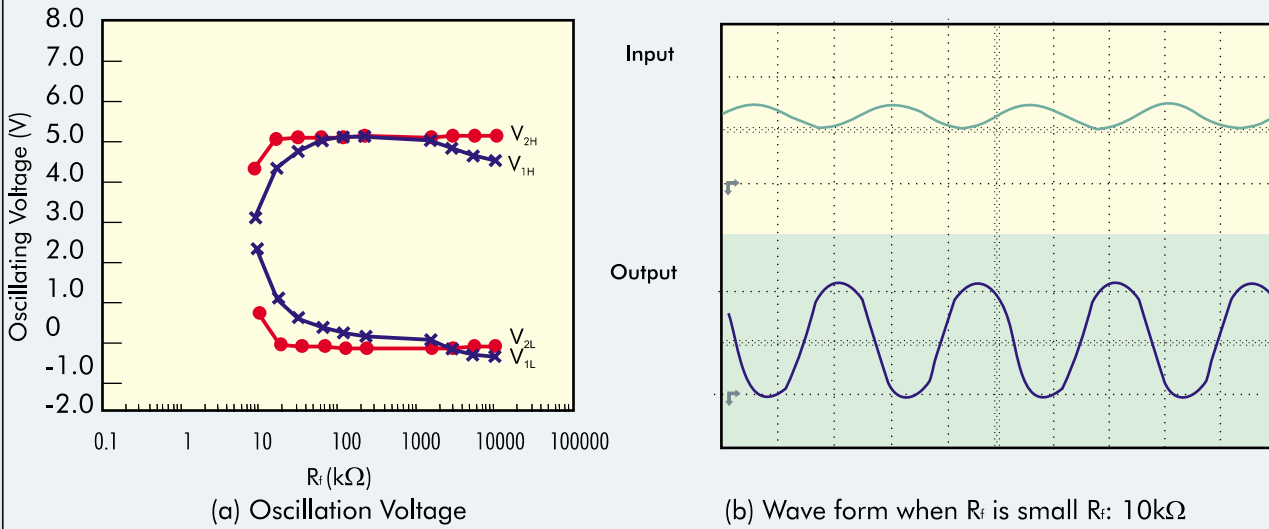 8.0
7.0
6.0
5.0
4.0
3.0
2.0
1.0
0
-1.0
-2.0
Oscillating Voltage (V)
V2H
V1H
V2L
V1L
0.1 1 10 100 1000 10000 100000
Rf (kΩ)
(a) Oscillation Voltage
Input
Output
(b) Wave form when Rf is small Rf: 10kΩ